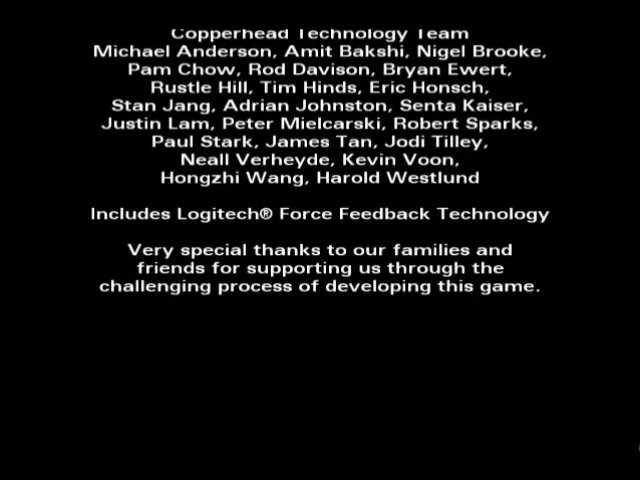 Copperhead Technology Team
Michael Anderson, Amit Bakshi, Nigel Brooke,
Pam Chow, Rod Davison, Bryan Ewert,
Rustle Hill, Tim Hinds, Eric Honsch,
Stan Jang, Adrian Johnston, Senta Kaiser,
Justin Lam, Peter Mielcarski, Robert Sparks,
Paul Stark, James Tan, Jodi Tilley,
Neall Verheyde, Kevin Voon,
Hongzhi Wang, Harold Westlund
Includes Logitech® Force Feedback Technology
Very special thanks to our families and
friends for supporting us through the
challenging process of developing this game.